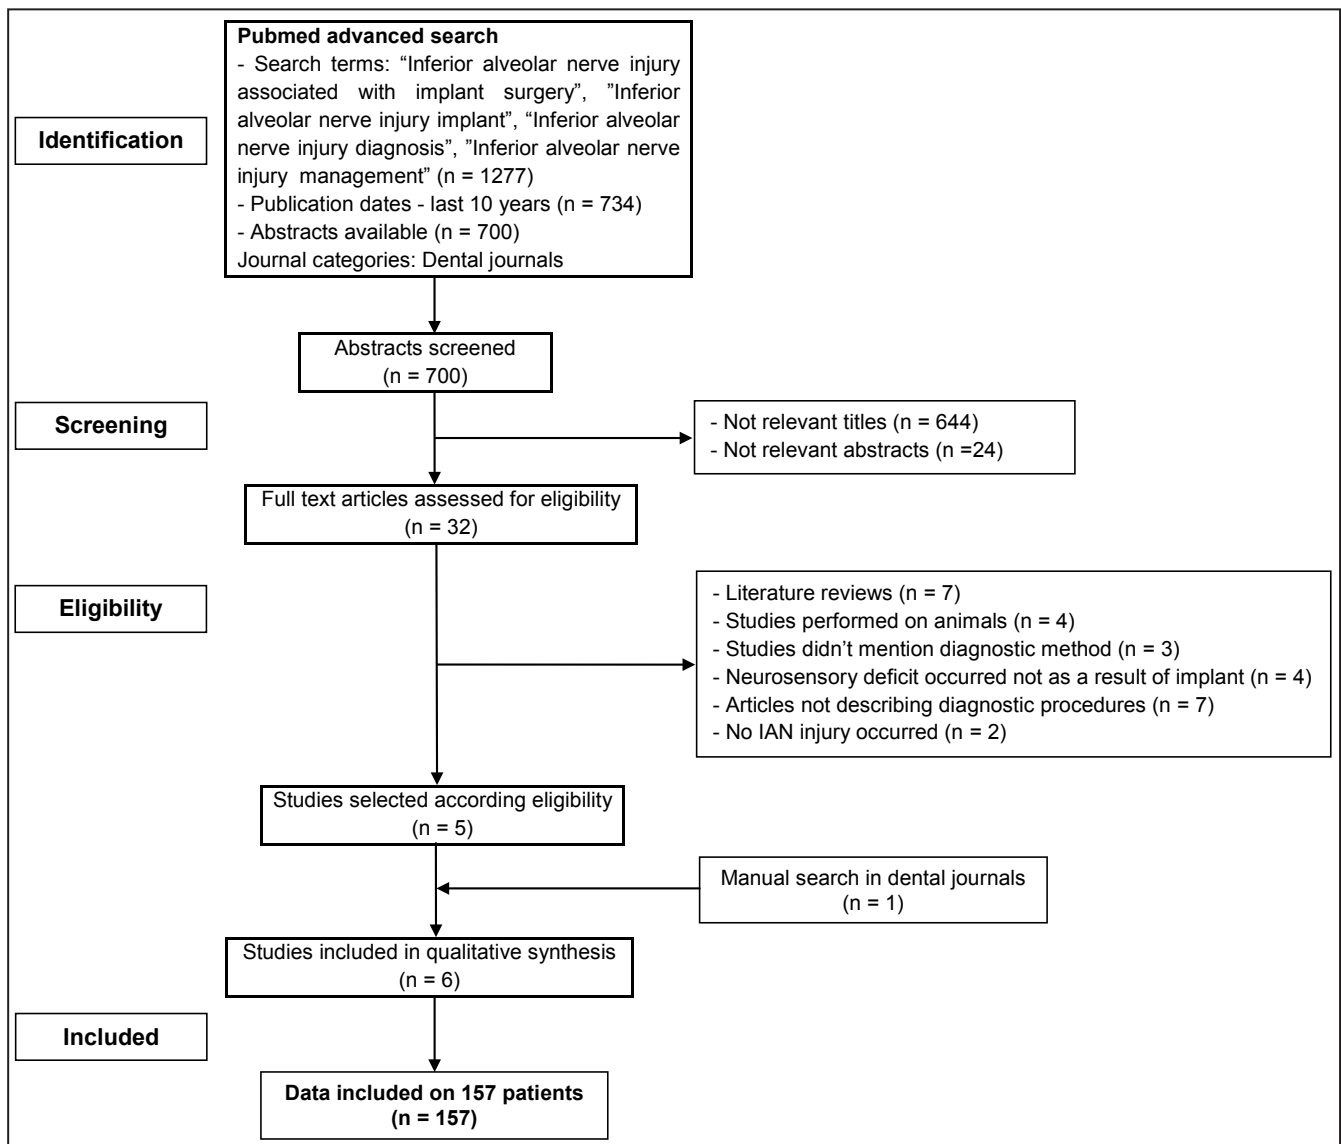 Pubmed advanced search
- Search terms: “Inferior alveolar nerve injury
associated with implant surgery”, ”Inferior
alveolar nerve injury implant”, “Inferior alveolar
nerve injury diagnosis”, ”Inferior alveolar nerve
injury management” (n = 1277)
- Publication dates - last 10 years (n = 734)
- Abstracts available (n = 700)
Journal categories: Dental journals
Identification
Abstracts screened
(n = 700)
Screening
- Not relevant titles (n = 644)
- Not relevant abstracts (n =24)
Full text articles assessed for eligibility
(n = 32)
Eligibility
- Literature reviews (n = 7)
- Studies performed on animals (n = 4)
- Studies didn’t mention diagnostic method (n = 3)
- Neurosensory deficit occurred not as a result of implant (n = 4)
- Articles not describing diagnostic procedures (n = 7)
- No IAN injury occurred (n = 2)
Studies selected according eligibility
(n = 5)
Manual search in dental journals
(n = 1)
Studies included in qualitative synthesis
(n = 6)
Included
Data included on 157 patients
(n = 157)